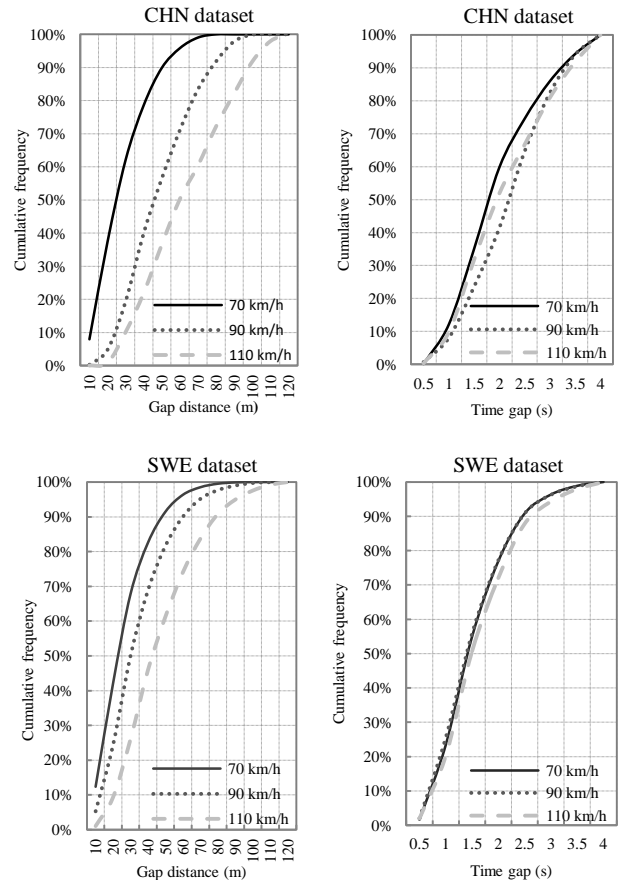 CHN dataset
100%
90%
80%
70%
60%
50%
40%
30%
20%
10%
0%
Cumulative frequency
70 km/h
90 km/h
110 km/h
10 20 30 40 50 60 70 80 90 100 110 120
Gap distance (m)
CHN dataset
100%
90%
80%
70%
60%
50%
40%
30%
20%
10%
0%
Cumulative frequency
70 km/h
90 km/h
110 km/h
0.5 1 1.5 2 2.5 3 3.5 4
Time gap (s)
SWE dataset
100%
90%
80%
70%
60%
50%
40%
30%
20%
10%
0%
Cumulative frequency
70 km/h
90 km/h
110 km/h
10 20 30 40 50 60 70 80 90 100 110 120
Gap distance (m)
SWE dataset
100%
90%
80%
70%
60%
50%
40%
30%
20%
10%
0%
Cumulative frequency
70 km/h
90 km/h
110 km/h
0.5 1 1.5 2 2.5 3 3.5 4
Time gap (s)